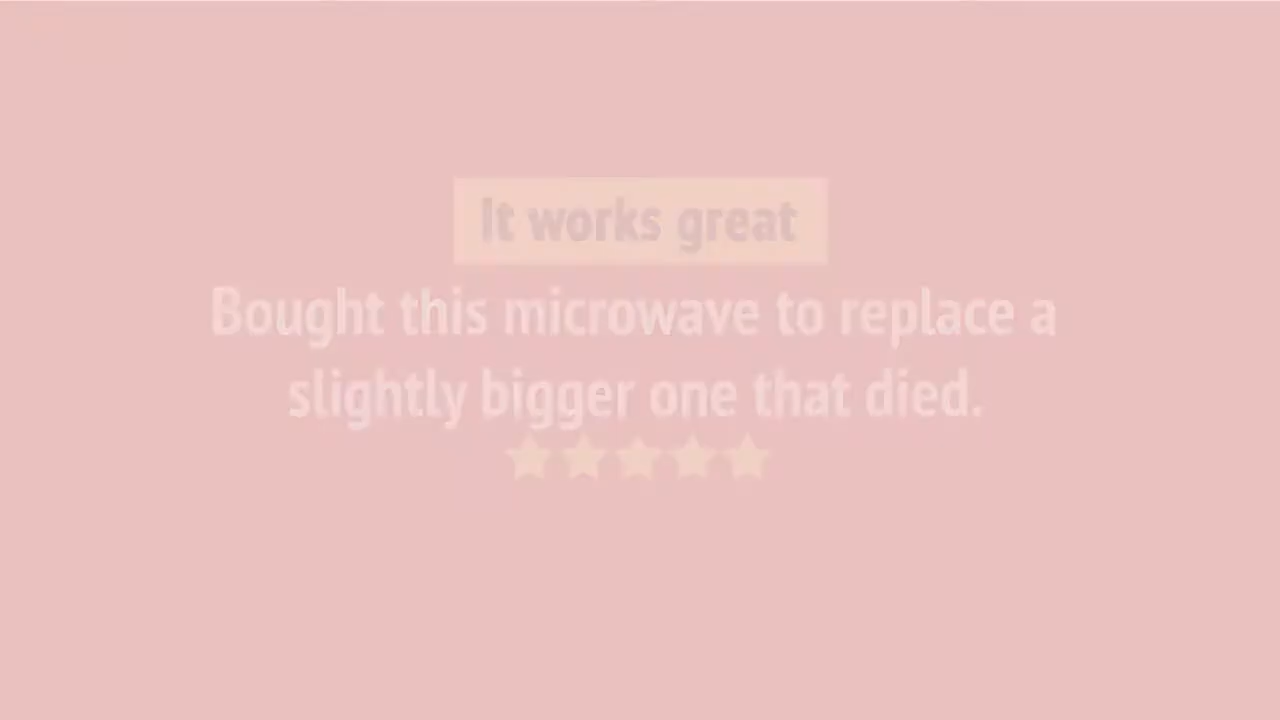 It works great
Bought this microwave to replace a
slightly bigger one that died.